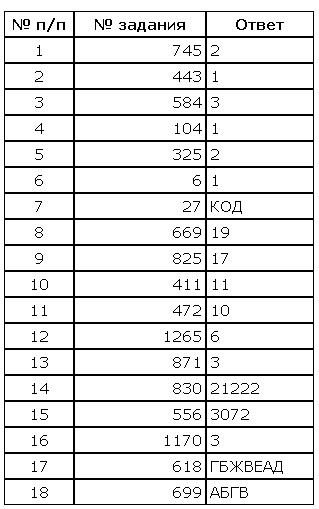 № п/п № задания Ответ
1 745 2
2 443 1
3 584 3
4 104 1
5 325 2
6 6 1
7 27 КОД
8 669 19
9 825 17
10 411 11
11 472 10
12 1265 6
13 871 3
14 830 21222
15 556 3072
16 1170 3
17 618 ГБЖВЕАД
18 699 АБГВ